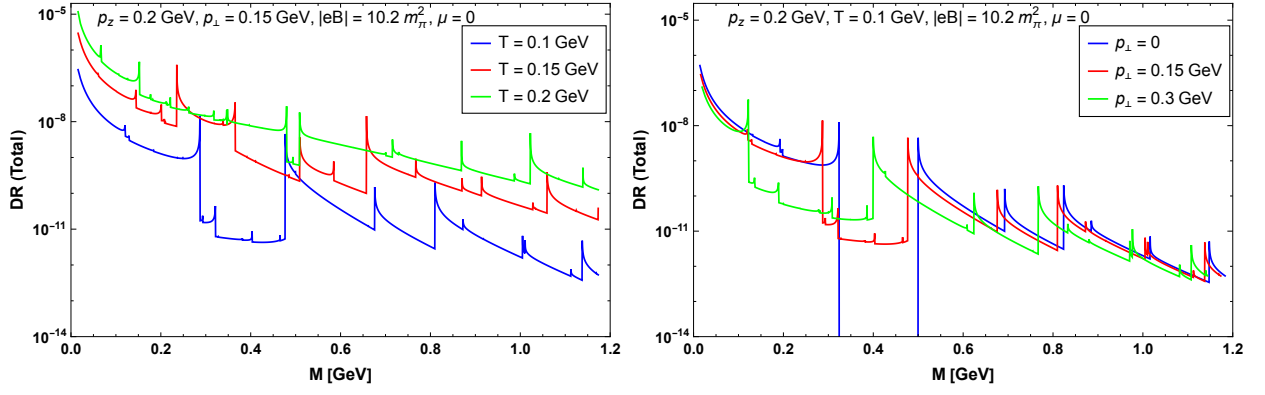 p_z = 0.2 GeV, p_⊥ = 0.15 GeV, |eB| = 10.2 m_π^2, μ = 0
T = 0.1 GeV
T = 0.15 GeV
T = 0.2 GeV
10^-5
10^-8
10^-11
10^-14
DR (Total)
0.0 0.2 0.4 0.6 0.8 1.0 1.2
M [GeV]
p_z = 0.2 GeV, T = 0.1 GeV, |eB| = 10.2 m_π^2, μ = 0
p_⊥ = 0
p_⊥ = 0.15 GeV
p_⊥ = 0.3 GeV
10^-5
10^-8
10^-11
10^-14
DR (Total)
0.0 0.2 0.4 0.6 0.8 1.0 1.2
M [GeV]